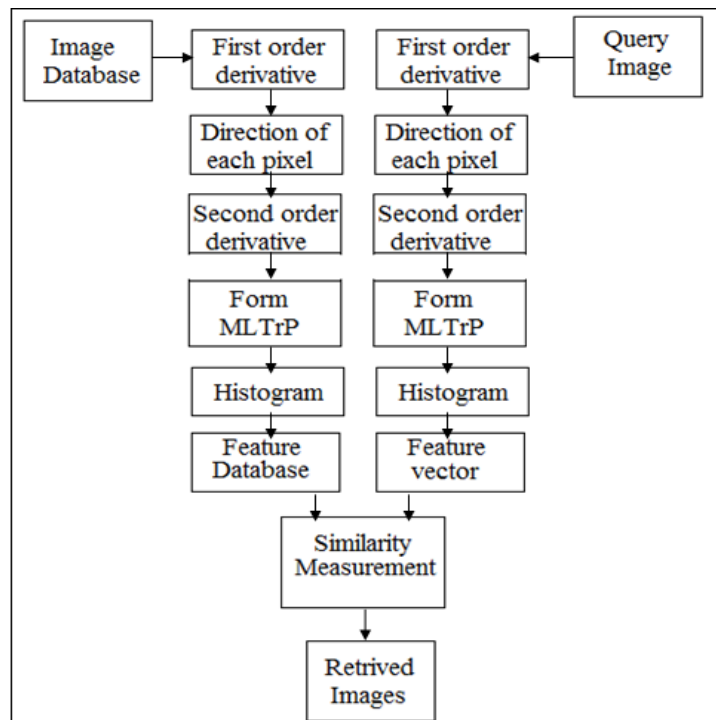 Image
Database
First order
derivative
First order
derivative
Query
Image
Direction of
each pixel
Direction of
each pixel
Second order
derivative
Second order
derivative
Form
MLTrP
Form
MLTrP
Histogram
Histogram
Feature
Database
Feature
vector
Similarity
Measurement
Retrived
Images